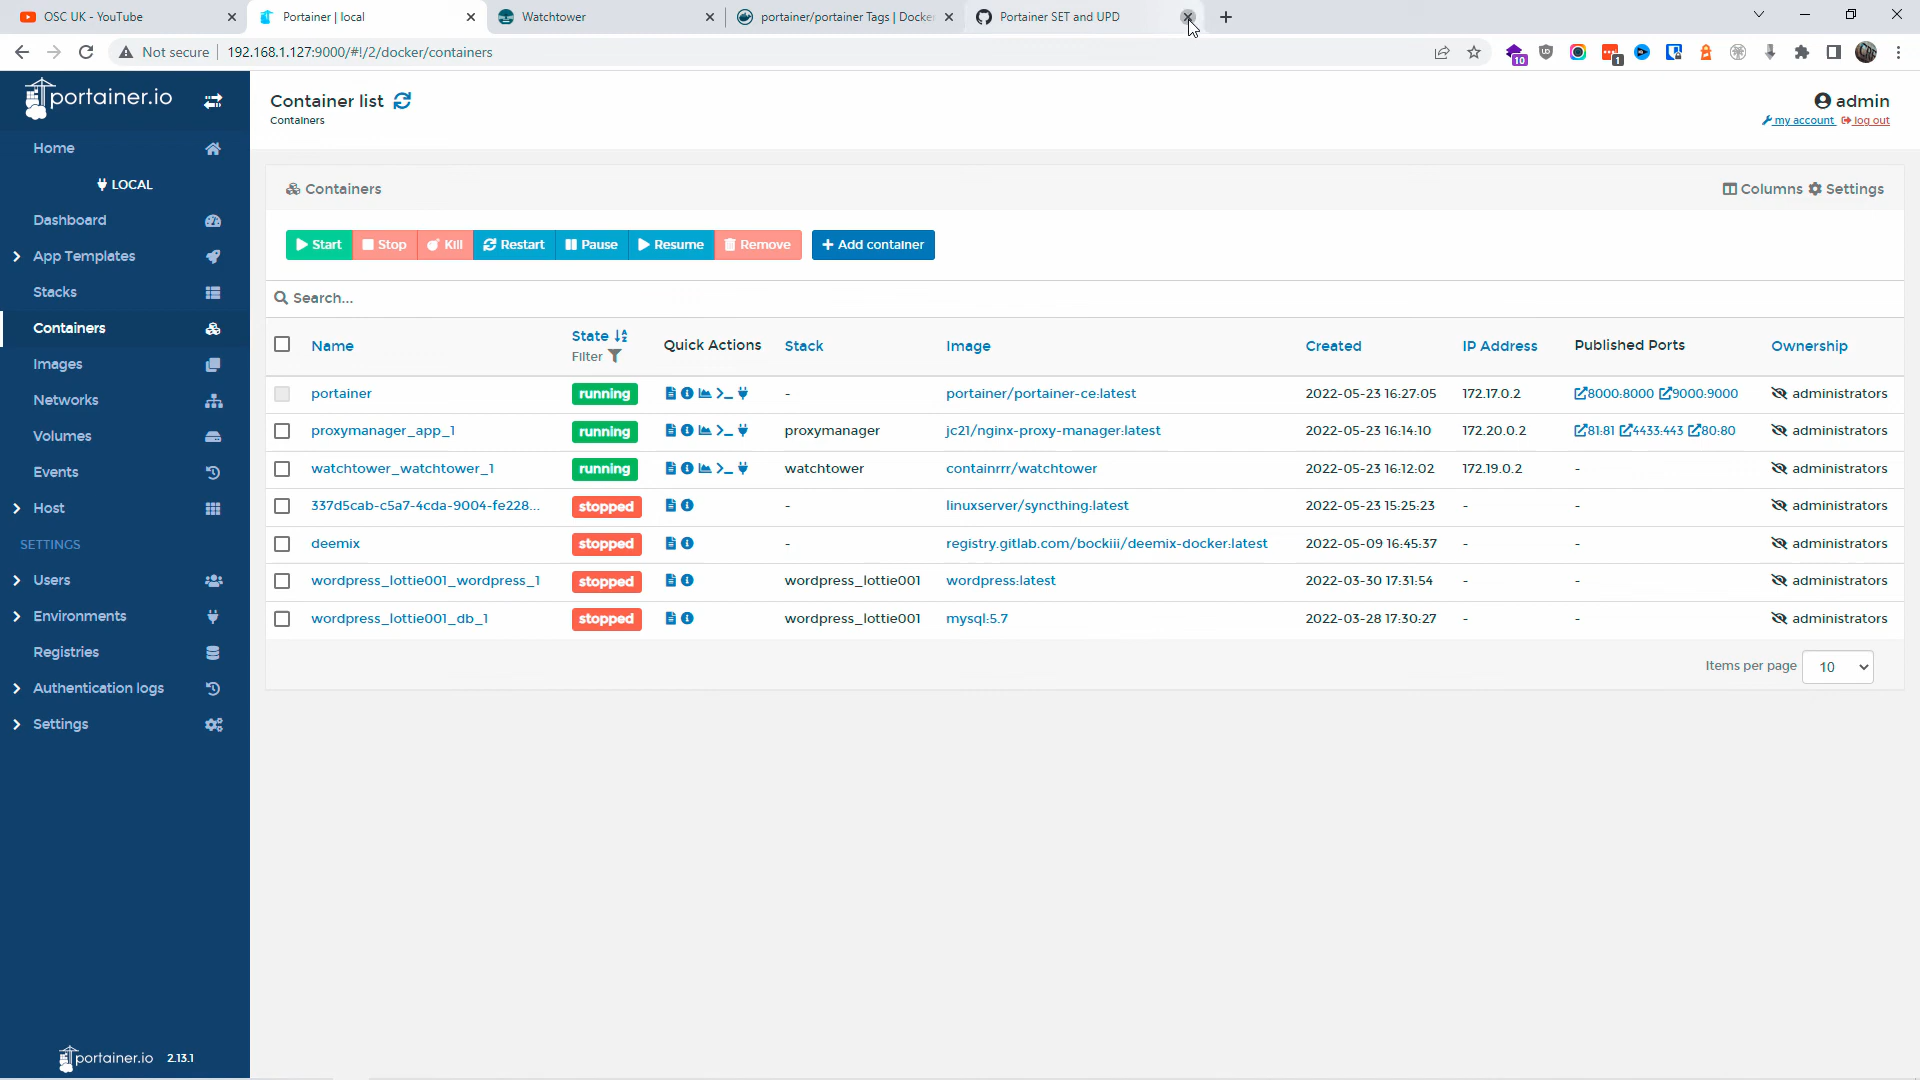 OSC UK - YouTube
Portainer | local
Watchtower
portainer/portainer Tags | Docke
Portainer SET and UPD
Not secure
192.168.1.127:9000/#!/2/docker/containers
10
1
portainer.io
Container list
Containers
admin
my account
log out
Home
LOCAL
Dashboard
App Templates
Stacks
Containers
Images
Networks
Volumes
Events
Host
SETTINGS
Users
Environments
Registries
Authentication logs
Settings
portainer.io 2.13.1
Containers
Columns
Settings
Start
Stop
Kill
Restart
Pause
Resume
Remove
+ Add container
Search...
Name State Filter Quick Actions Stack Image Created IP Address Published Ports Ownership
portainer running - portainer/portainer-ce:latest 2022-05-23 16:27:05 172.17.0.2 8000:8000 9000:9000 administrators
proxymanager_app_1 running proxymanager jc21/nginx-proxy-manager:latest 2022-05-23 16:14:10 172.20.0.2 81:81 4433:443 80:80 administrators
watchtower_watchtower_1 running watchtower containrrr/watchtower 2022-05-23 16:12:02 172.19.0.2 - administrators
337d5cab-c5a7-4cda-9004-fe228... stopped - linuxserver/syncthing:latest 2022-05-23 15:25:23 - - administrators
deemix stopped - registry.gitlab.com/bockiii/deemix-docker:latest 2022-05-09 16:45:37 - - administrators
wordpress_lottie001_wordpress_1 stopped wordpress_lottie001 wordpress:latest 2022-03-30 17:31:54 - - administrators
wordpress_lottie001_db_1 stopped wordpress_lottie001 mysql:5.7 2022-03-28 17:30:27 - - administrators
Items per page 10